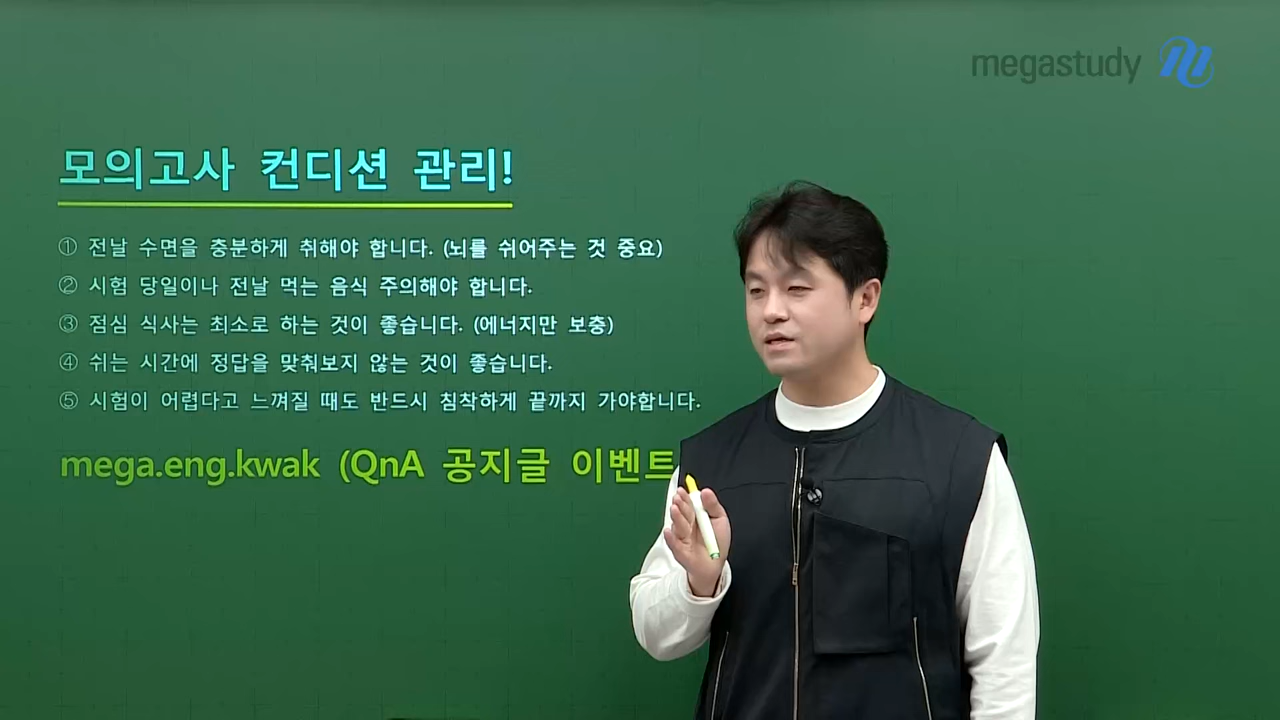 megastudy
모의고사 컨디션 관리!
① 전날 수면을 충분하게 취해야 합니다. (뇌를 쉬어주는 것 중요)
② 시험 당일이나 전날 먹는 음식 주의해야 합니다.
③ 점심 식사는 최소로 하는 것이 좋습니다. (에너지만 보충)
④ 쉬는 시간에 정답을 맞춰보지 않는 것이 좋습니다.
⑤ 시험이 어렵다고 느껴질 때도 반드시 침착하게 끝까지 가야합니다.
mega.eng.kwak (QnA 공지글 이벤트